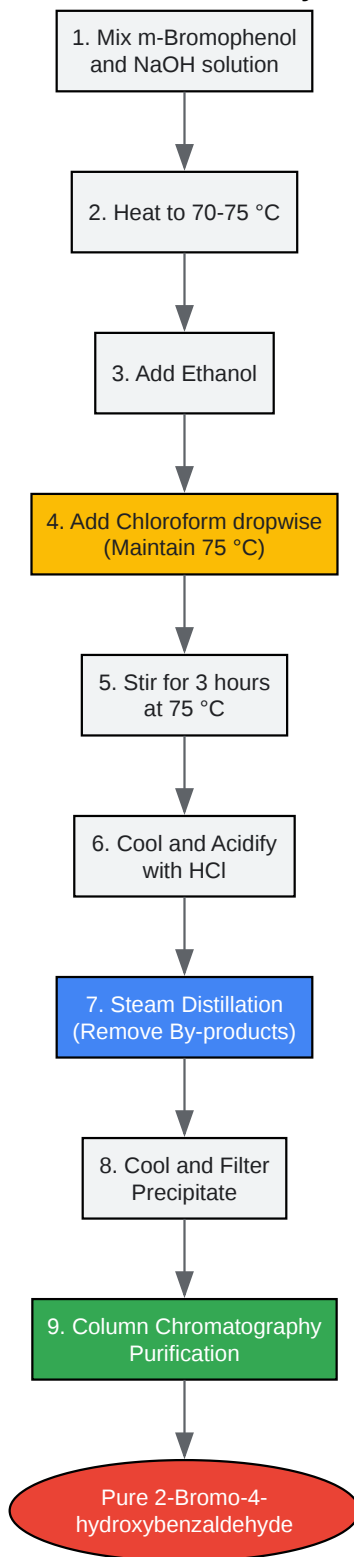 1. Mix m-Bromophenol
and NaOH solution
2. Heat to 70-75 °C
3. Add Ethanol
4. Add Chloroform dropwise
(Maintain 75 °C)
5. Stir for 3 hours
at 75 °C
6. Cool and Acidify
with HCl
7. Steam Distillation
(Remove By-products)
8. Cool and Filter
Precipitate
9. Column Chromatography
Purification
Pure 2-Bromo-4-
hydroxybenzaldehyde